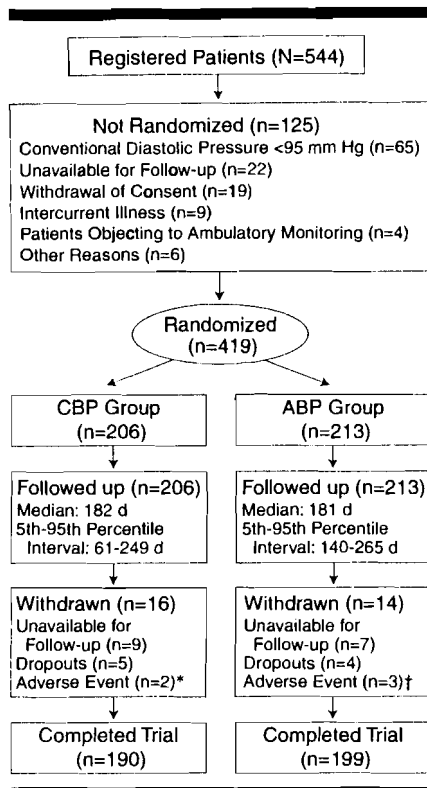 Registered Patients (N=544)
Not Randomized (n=125)
Conventional Diastolic Pressure <95 mm Hg (n=65)
Unavailable for Follow-up (n=22)
Withdrawal of Consent (n=19)
Intercurrent Illness (n=9)
Patients Objecting to Ambulatory Monitoring (n=4)
Other Reasons (n=6)
Randomized
(n=419)
CBP Group
(n=206)
Followed up (n=206)
Median: 182 d
5th-95th Percentile
Interval: 61-249 d
Withdrawn (n=16)
Unavailable for
Follow-up (n=9)
Dropouts (n=5)
Adverse Event (n=2)*
Completed Trial
(n=190)
ABP Group
(n=213)
Followed up (n=213)
Median: 181 d
5th-95th Percentile
Interval: 140-265 d
Withdrawn (n=14)
Unavailable for
Follow-up (n=7)
Dropouts (n=4)
Adverse Event (n=3)†
Completed Trial
(n=199)